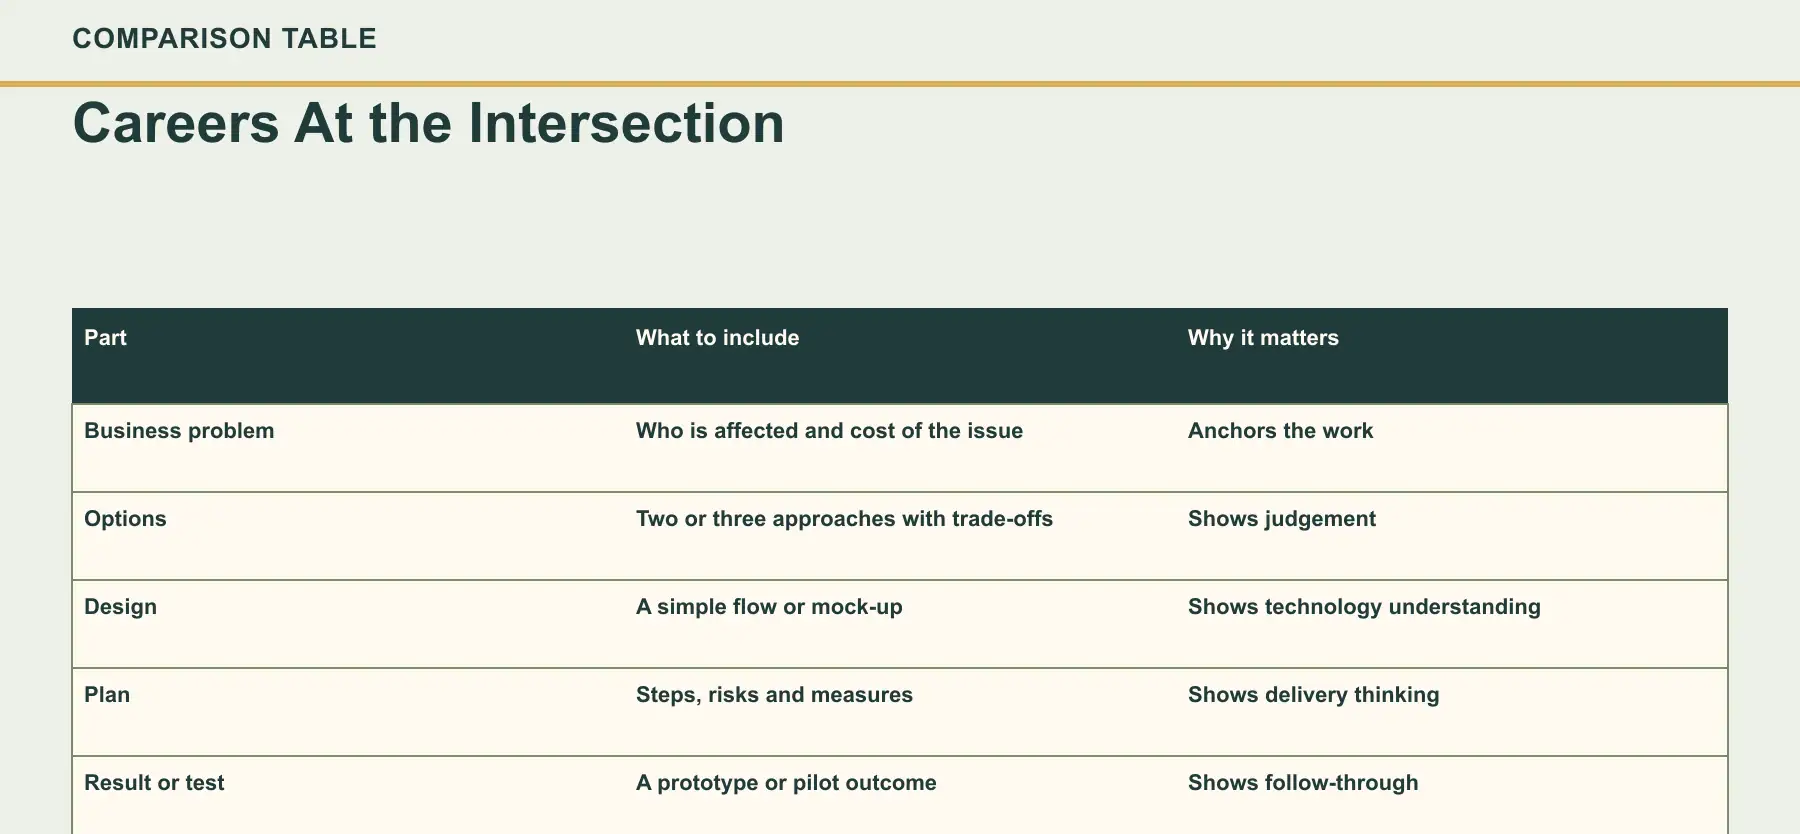 COMPARISON TABLE
Careers At the Intersection
Part What to include Why it matters
Business problem Who is affected and cost of the issue Anchors the work
Options Two or three approaches with trade-offs Shows judgement
Design A simple flow or mock-up Shows technology understanding
Plan Steps, risks and measures Shows delivery thinking
Result or test A prototype or pilot outcome Shows follow-through